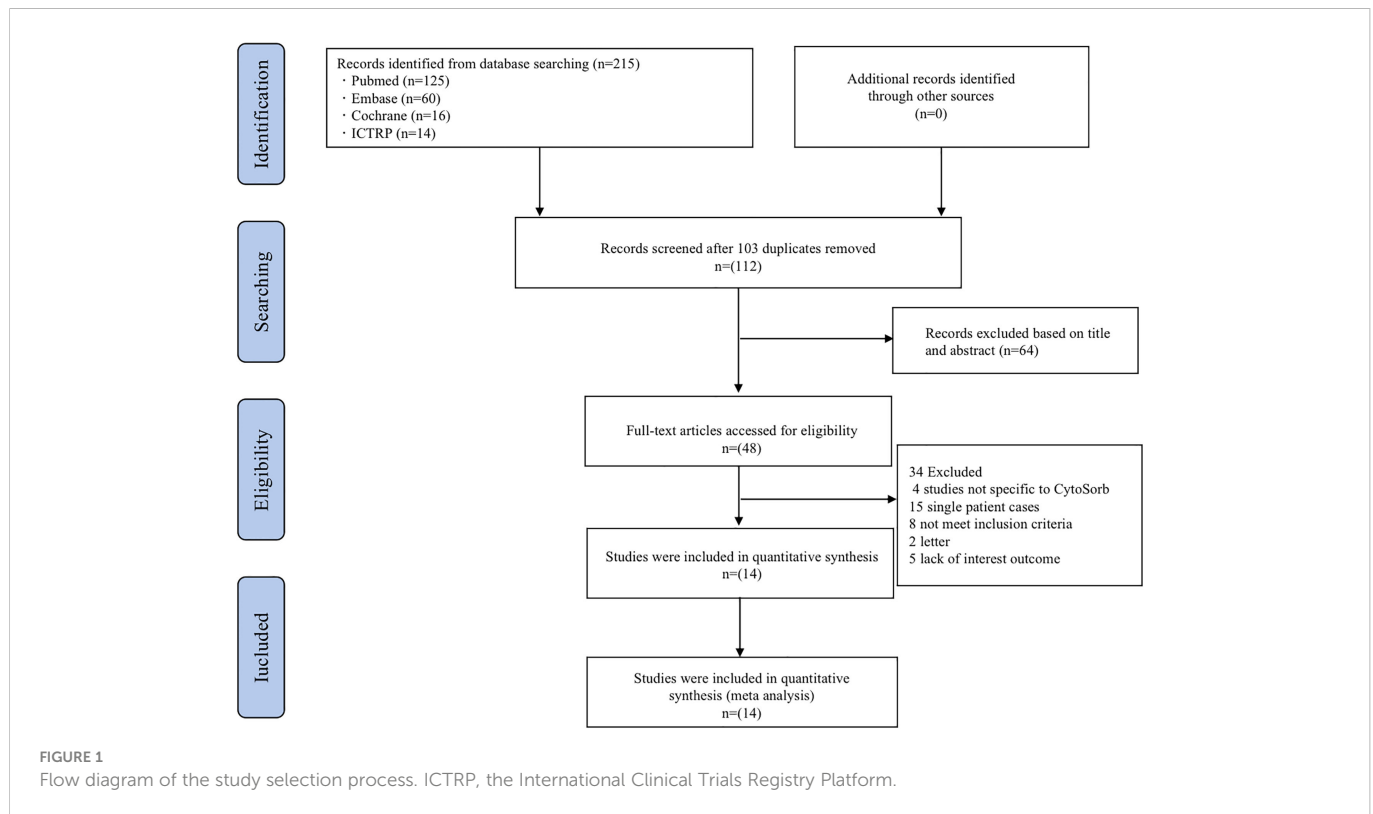 Identification
Records identified from database searching (n=215)
· Pubmed (n=125)
· Embase (n=60)
· Cochrane (n=16)
· ICTRP (n=14)
Additional records identified
through other sources
(n=0)
Searching
Records screened after 103 duplicates removed
n=(112)
Records excluded based on title
and abstract (n=64)
Eligibility
Full-text articles accessed for eligibility
n=(48)
34 Excluded
4 studies not specific to CytoSorb
15 single patient cases
8 not meet inclusion criteria
2 letter
5 lack of interest outcome
Studies were included in quantitative synthesis
n=(14)
Iucluded
Studies were included in quantitative
synthesis (meta analysis)
n=(14)
FIGURE 1
Flow diagram of the study selection process. ICTRP, the International Clinical Trials Registry Platform.